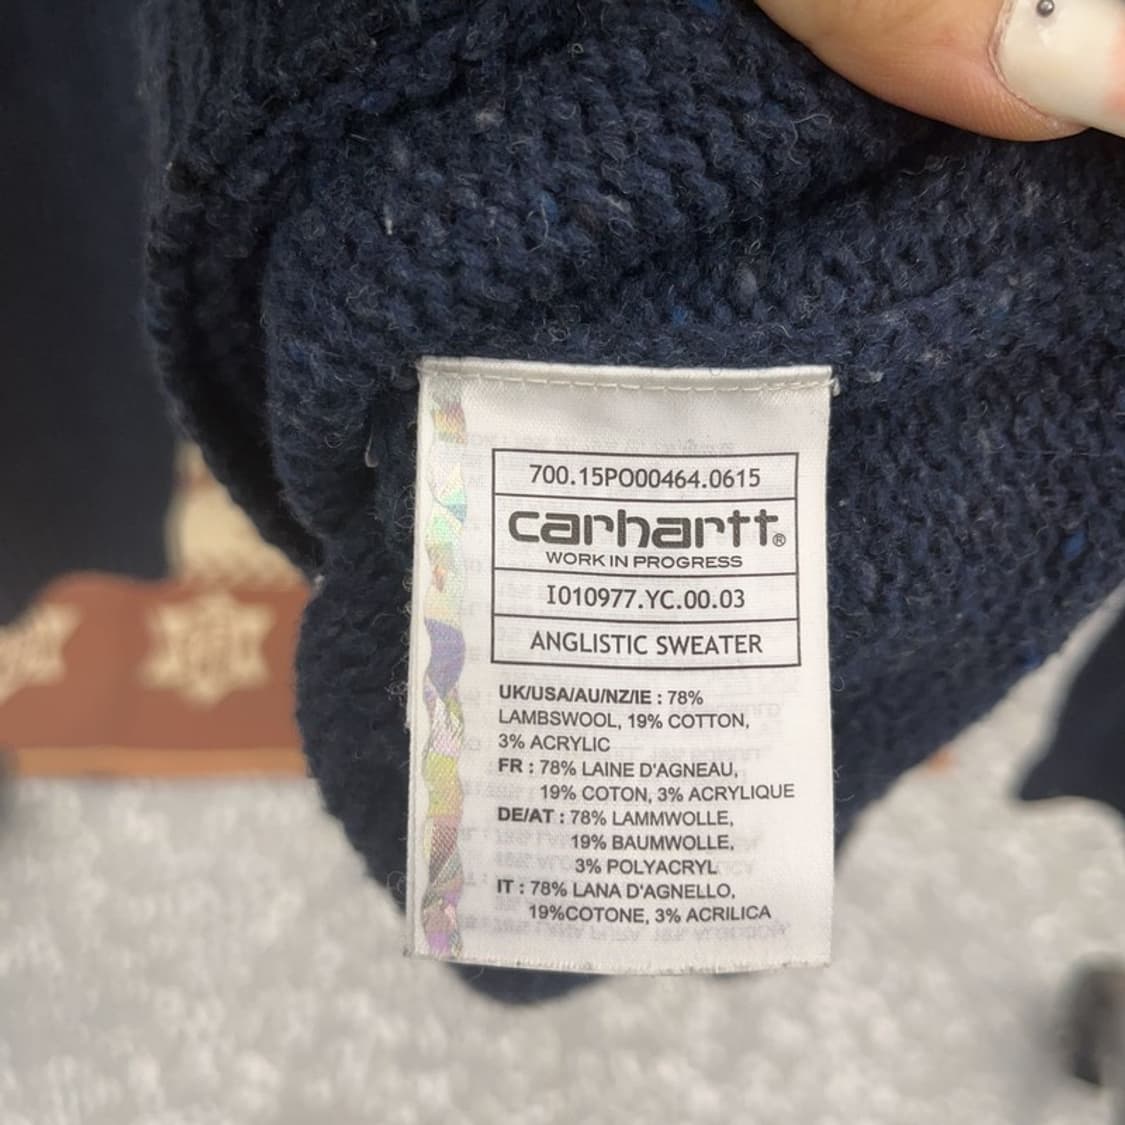 700.15PO00464.0615
carhartt®
WORK IN PROGRESS
I010977.YC.00.03
ANGLISTIC SWEATER
UK/USA/AU/NZ/IE : 78%
LAMBSWOOL, 19% COTTON,
3% ACRYLIC
FR : 78% LAINE D'AGNEAU,
19% COTON, 3% ACRYLIQUE
DE/AT : 78% LAMMWOLLE,
19% BAUMWOLLE,
3% POLYACRYL
IT : 78% LANA D'AGNELLO,
19%COTONE, 3% ACRILICA